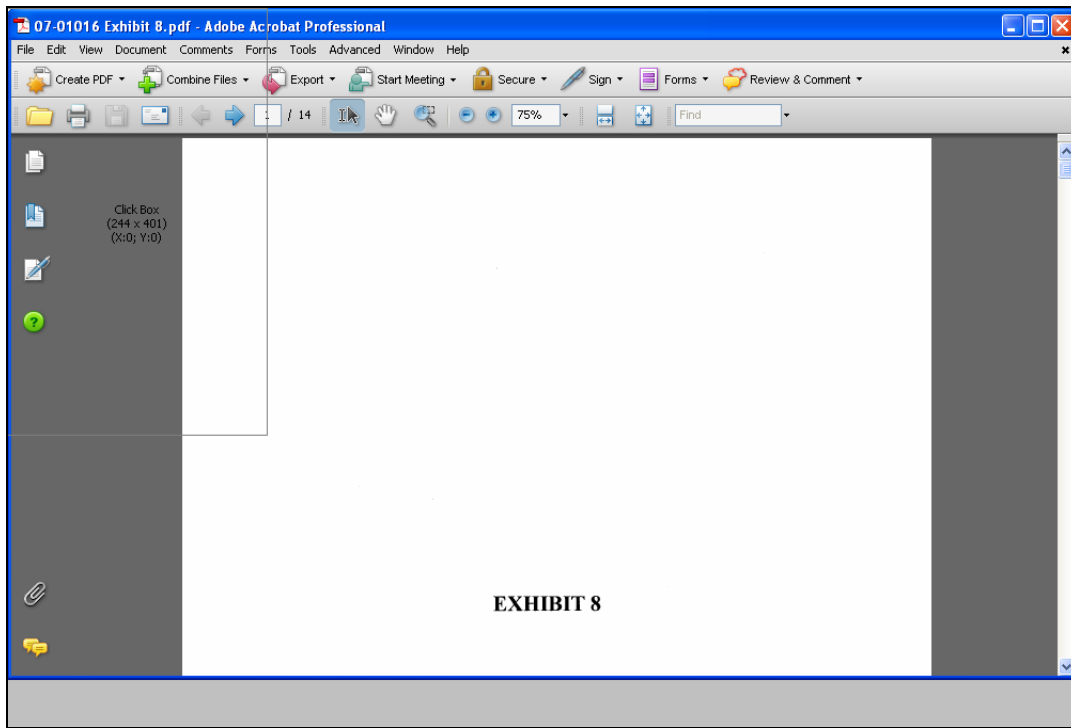 07-01016 Exhibit 8.pdf - Adobe Acrobat Professional
File Edit View Document Comments Forms Tools Advanced Window Help
Create PDF Combine Files Export Start Meeting Secure Sign Forms Review & Comment
1 / 14 75% Find
Click Box
(244 x 401)
(X:0; Y:0)
EXHIBIT 8